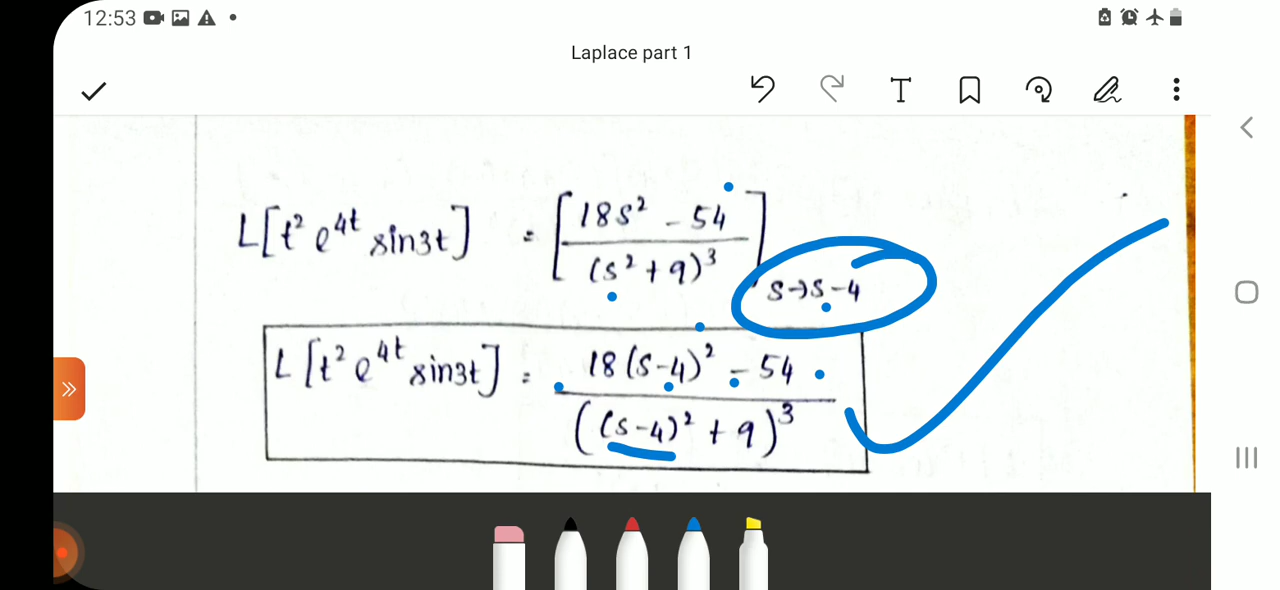 12:53
Laplace part 1
L[t² e^4t sin3t] = [18s² - 54 / (s² + 9)³] s→s-4
L[t² e^4t sin3t] = 18(s-4)² - 54 / ((s-4)² + 9)³